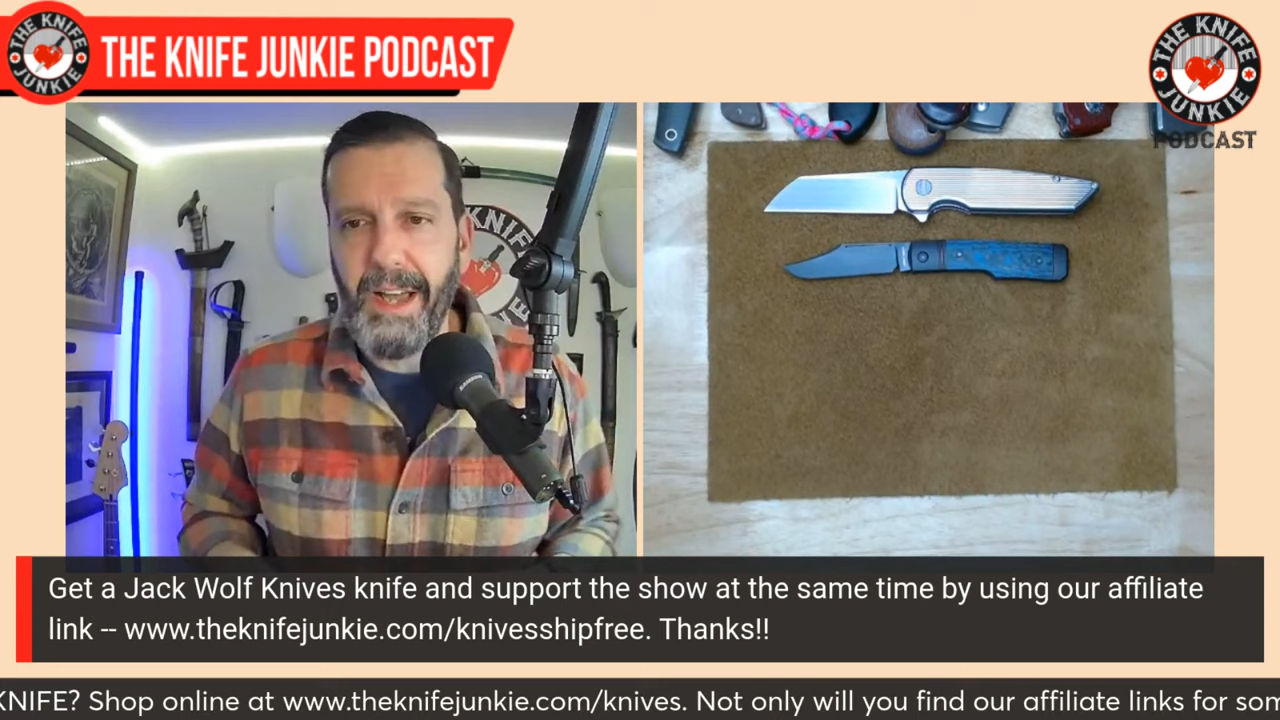 THE KNIFE
JUNKIE
THE KNIFE JUNKIE PODCAST
THE KNIFE
JUNKIE
PODCAST
KNIFE
Get a Jack Wolf Knives knife and support the show at the same time by using our affiliate
link -- www.theknifejunkie.com/knivesshipfree. Thanks!!
KNIFE? Shop online at www.theknifejunkie.com/knives. Not only will you find our affiliate links for som